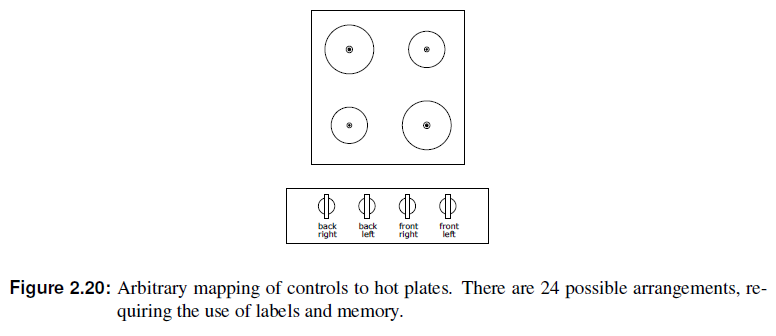 back back front front
right left right left
Figure 2.20: Arbitrary mapping of controls to hot plates. There are 24 possible arrangements, re-
quiring the use of labels and memory.